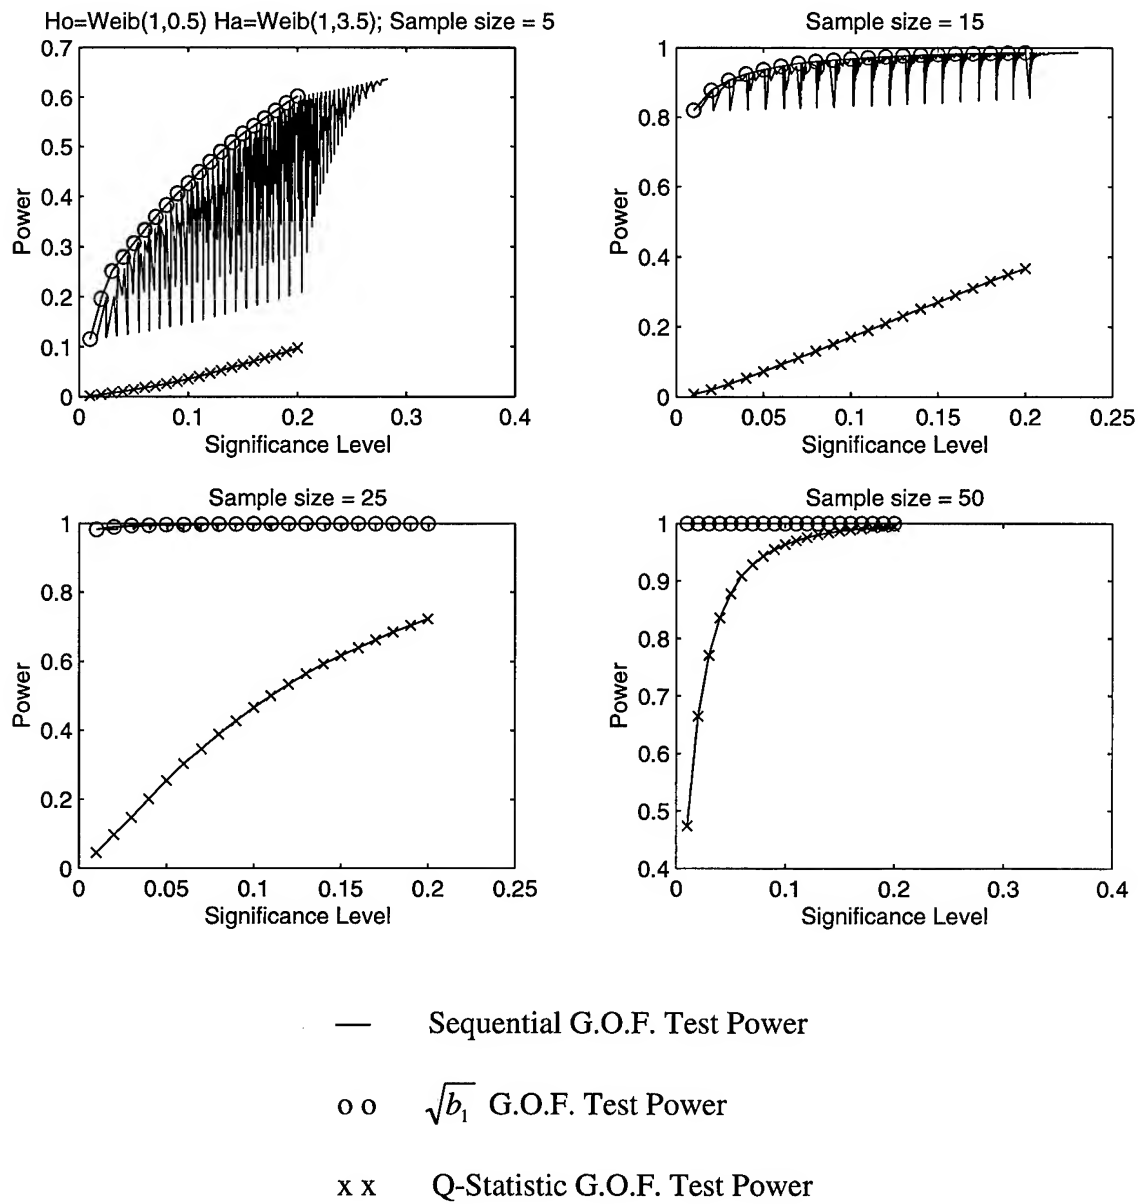 Ho=Weib(1,0.5) Ha=Weib(1,3.5); Sample size = 5
0.7
0.6
0.5
0.4
0.3
0.2
0.1
0
Power
0 0.1 0.2 0.3 0.4
Significance Level
Sample size = 15
1
0.8
0.6
0.4
0.2
0
Power
0 0.05 0.1 0.15 0.2 0.25
Significance Level
Sample size = 25
1
0.8
0.6
0.4
0.2
0
Power
0 0.05 0.1 0.15 0.2 0.25
Significance Level
Sample size = 50
1
0.9
0.8
0.7
0.6
0.5
0.4
Power
0 0.1 0.2 0.3 0.4
Significance Level
— Sequential G.O.F. Test Power
o o √b₁ G.O.F. Test Power
x x Q-Statistic G.O.F. Test Power